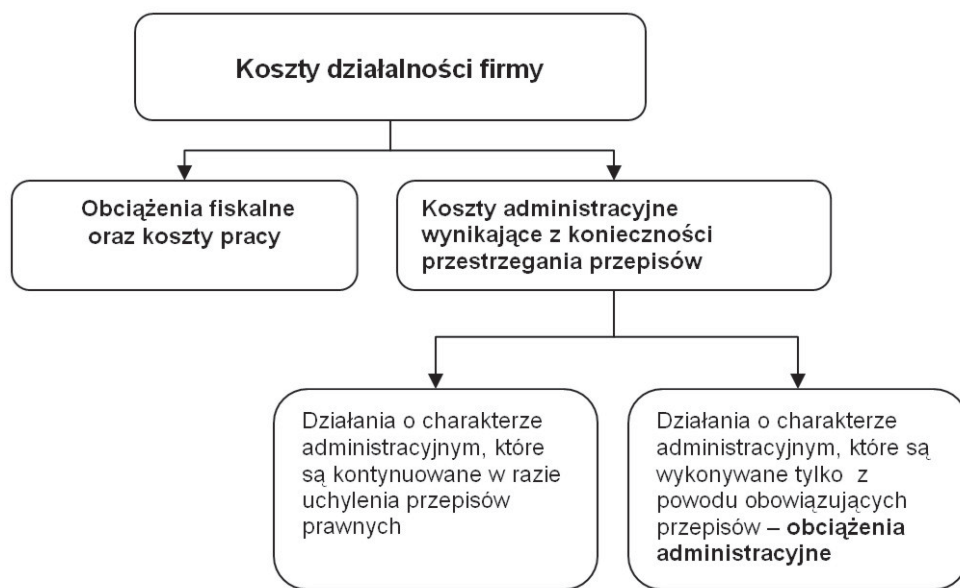 Koszty działalności firmy
Obciążenia fiskalne
oraz koszty pracy
Koszty administracyjne
wynikające z konieczności
przestrzegania przepisów
Działania o charakterze
administracyjnym, które
są kontynuowane w razie
uchylenia przepisów
prawnych
Działania o charakterze
administracyjnym, które są
wykonywane tylko z
powodu obowiązujących
przepisów – obciążenia
administracyjne